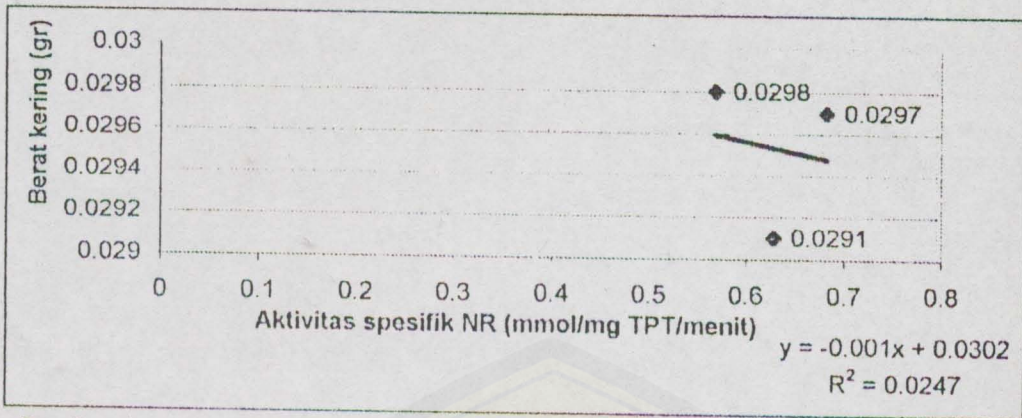 Berat kering (gr)
0.03
0.0298
0.0296
0.0294
0.0292
0.029
0.0298
0.0297
0.0291
0 0.1 0.2 0.3 0.4 0.5 0.6 0.7 0.8
Aktivitas spesifik NR (mmol/mg TPT/menit)
y = -0.001x + 0.0302
R² = 0.0247